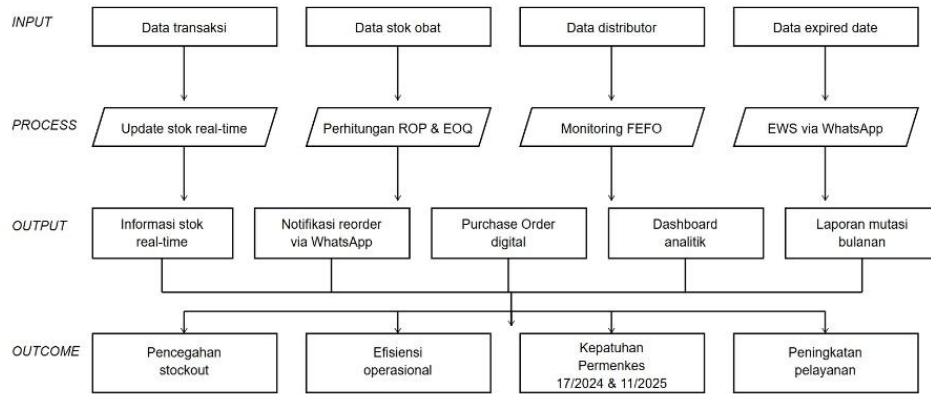 INPUT
Data transaksi
Data stok obat
Data distributor
Data expired date
PROCESS
Update stok real-time
Perhitungan ROP & EOQ
Monitoring FEFO
EWS via WhatsApp
OUTPUT
Informasi stok
real-time
Notifikasi reorder
via WhatsApp
Purchase Order
digital
Dashboard
analitik
Laporan mutasi
bulanan
OUTCOME
Pencegahan
stockout
Efisiensi
operasional
Kepatuhan
Permenkes
17/2024 & 11/2025
Peningkatan
pelayanan